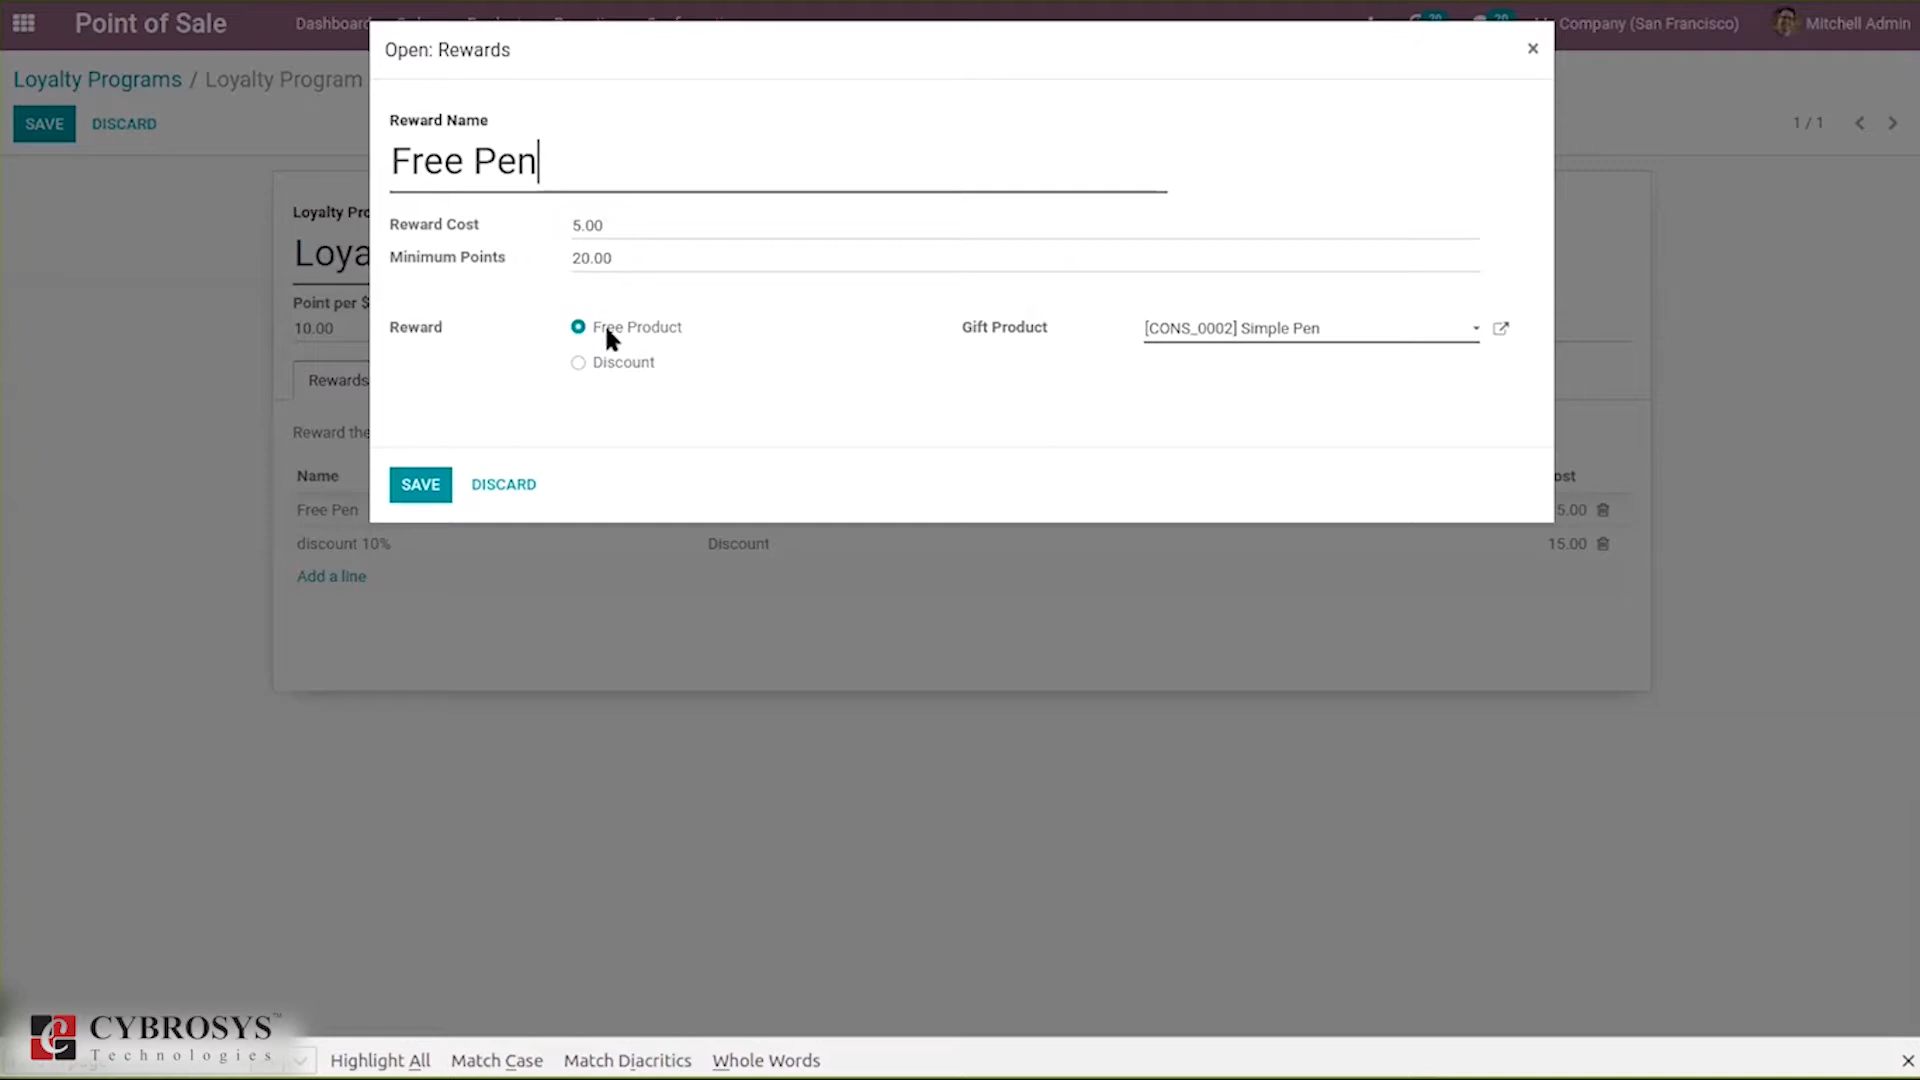 Point of Sale
Dashboard
20
20
Company (San Francisco)
Mitchell Admin
Open: Rewards
×
Loyalty Programs / Loyalty Program
SAVE DISCARD
1 / 1
Reward Name
Free Pen
Loyalty Pro
Loya
Reward Cost 5.00
Minimum Points 20.00
Point per $
10.00
Reward Free Product
Discount
Gift Product [CONS_0002] Simple Pen
Rewards
Reward the
SAVE DISCARD
Name ost
Free Pen 5.00
discount 10% Discount 15.00
Add a line
CYBROSYS™
Technologies
Highlight All Match Case Match Diacritics Whole Words ×